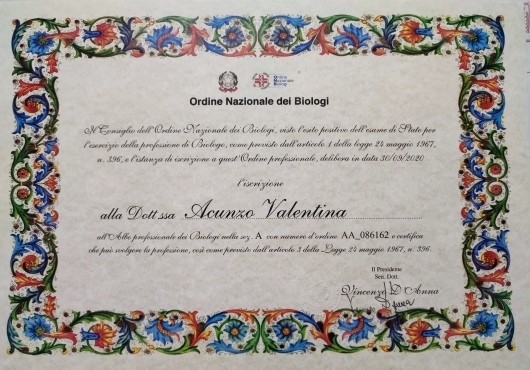 Ordine
Nazionale
Biologi
Ordine Nazionale dei Biologi
Il Consiglio dell'Ordine Nazionale dei Biologi, visto l'esito positivo dell'esame di Stato per
l'esercizio della professione di Biologo, come previsto dall'articolo 1 della legge 24 maggio 1967,
n. 396, e l'istanza di iscrizione a quest'Ordine professionale, delibera in data 30/09/2020
l'iscrizione
alla Dott.ssa Acunzo Valentina
all'Albo professionale dei Biologi nella sez. A con numero d'ordine AA_086162 e certifica
che può svolgere la professione, così come previsto dall'articolo 3 della Legge 24 maggio 1967, n. 396.
Il Presidente
Sen. Dott.
Vincenzo D'Anna